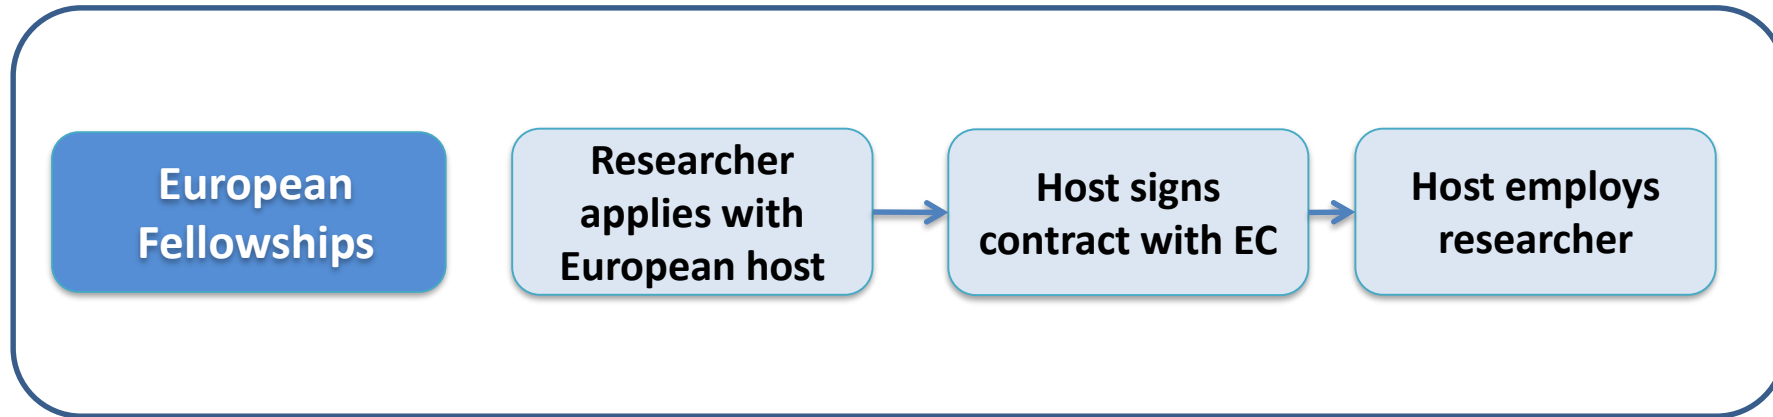 European
Fellowships
Researcher
applies with
European host
Host signs
contract with EC
Host employs
researcher